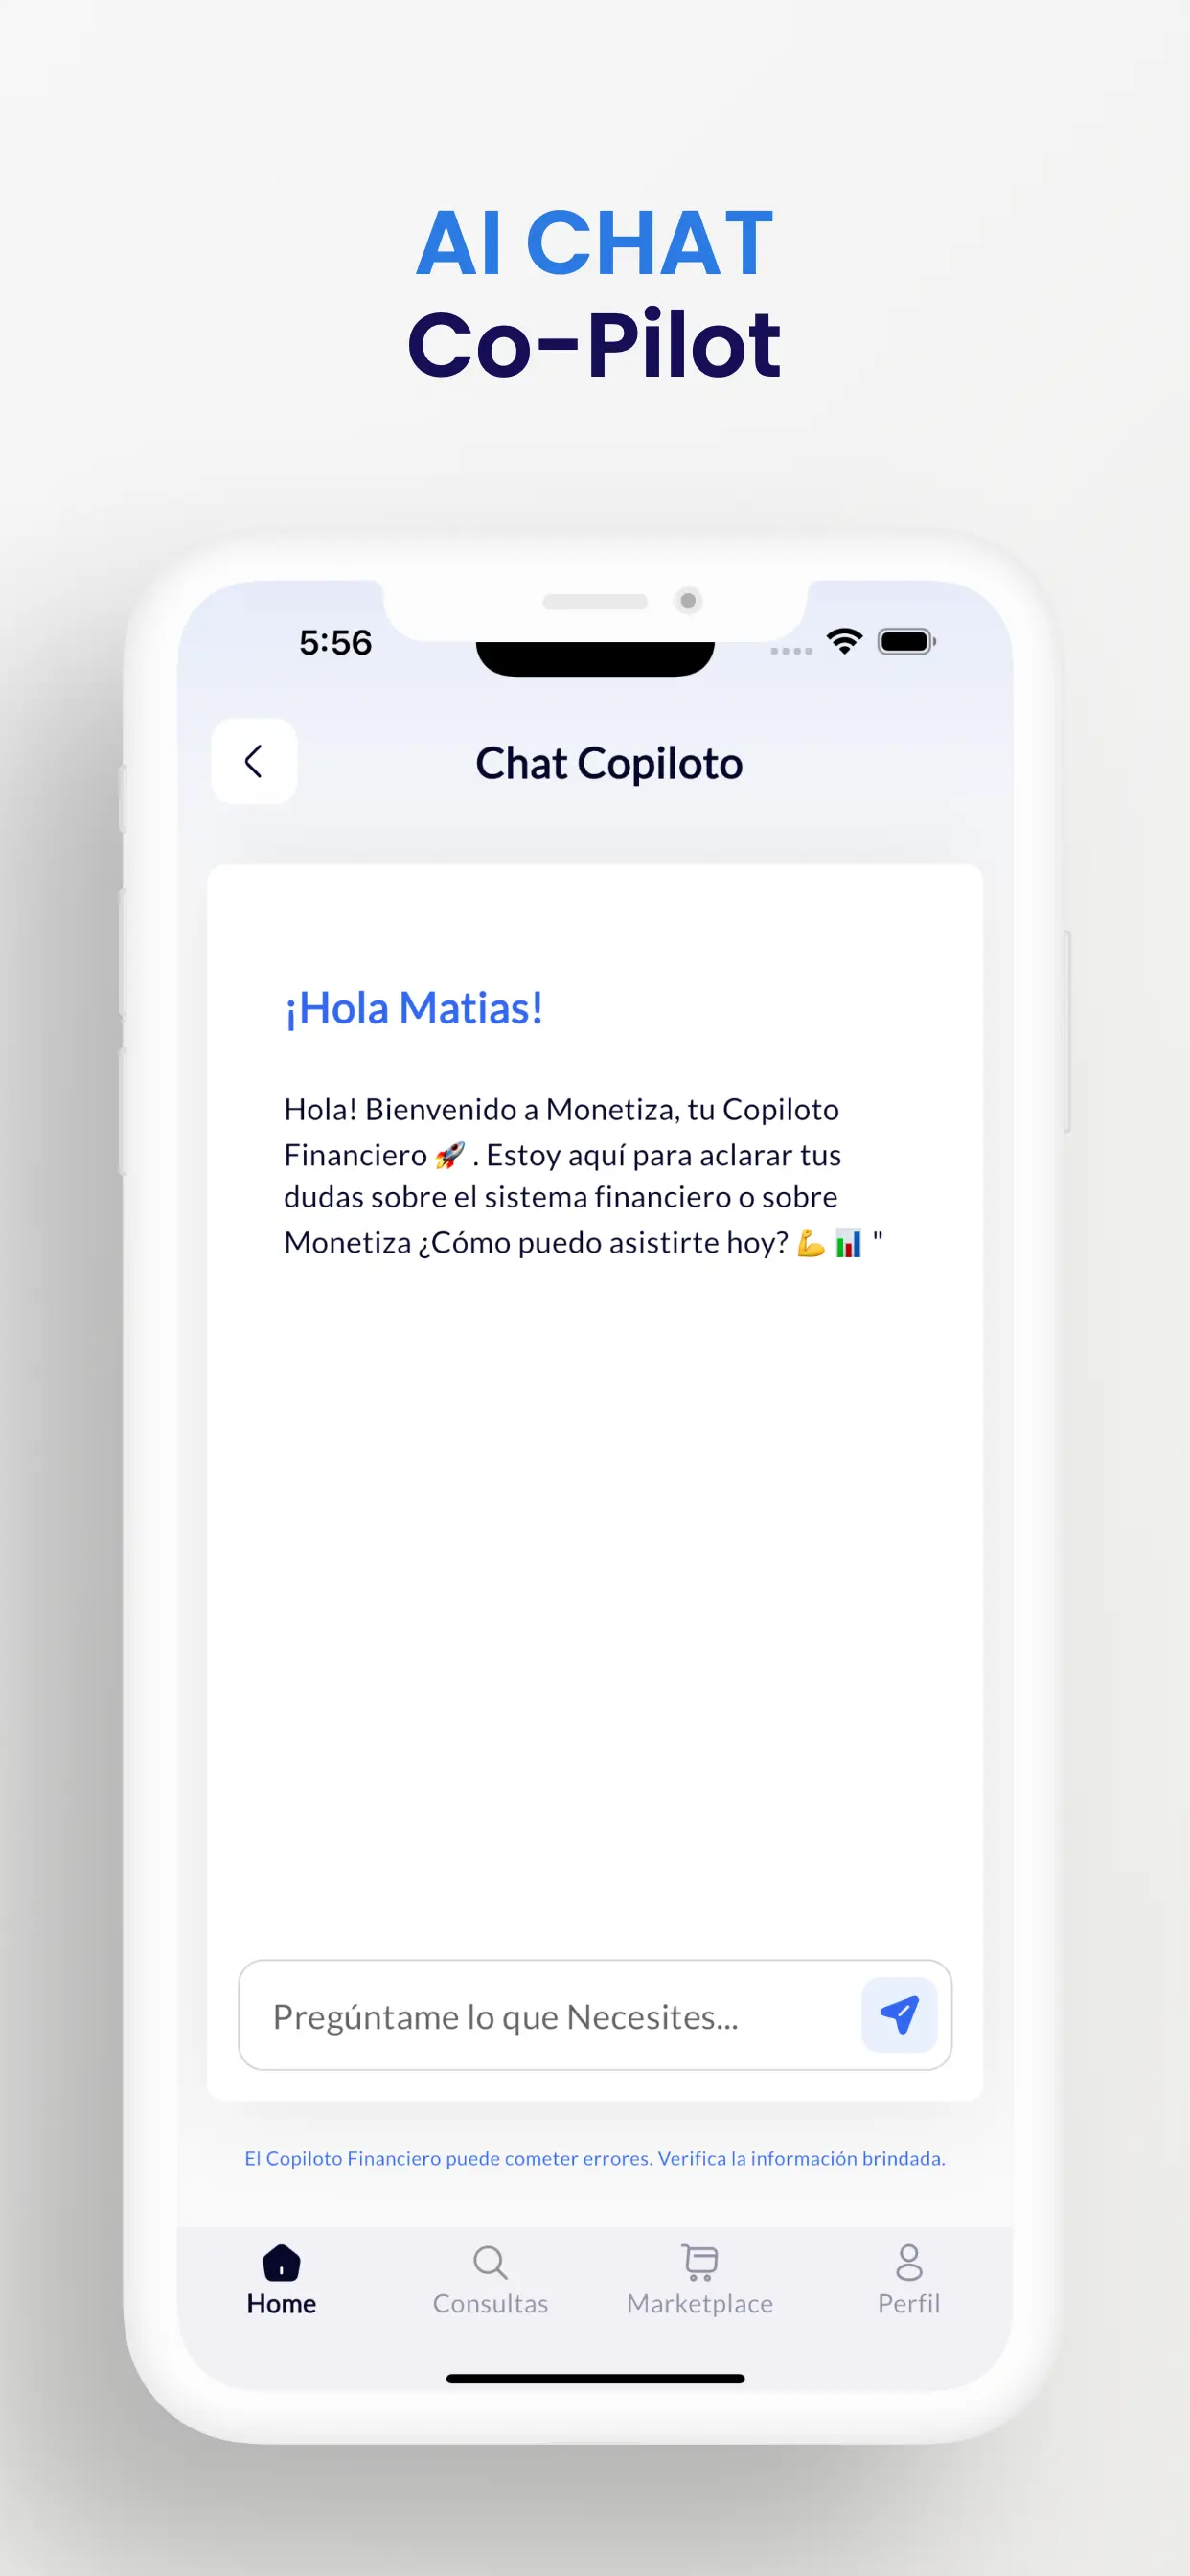 AI CHAT
Co-Pilot
5:56
Chat Copiloto
¡Hola Matias!
Hola! Bienvenido a Monetiza, tu Copiloto
Financiero 🚀 . Estoy aquí para aclarar tus
dudas sobre el sistema financiero o sobre
Monetiza ¿Cómo puedo asistirte hoy? 💪 📊 "
Pregúntame lo que Necesites...
El Copiloto Financiero puede cometer errores. Verifica la información brindada.
Home Consultas Marketplace Perfil